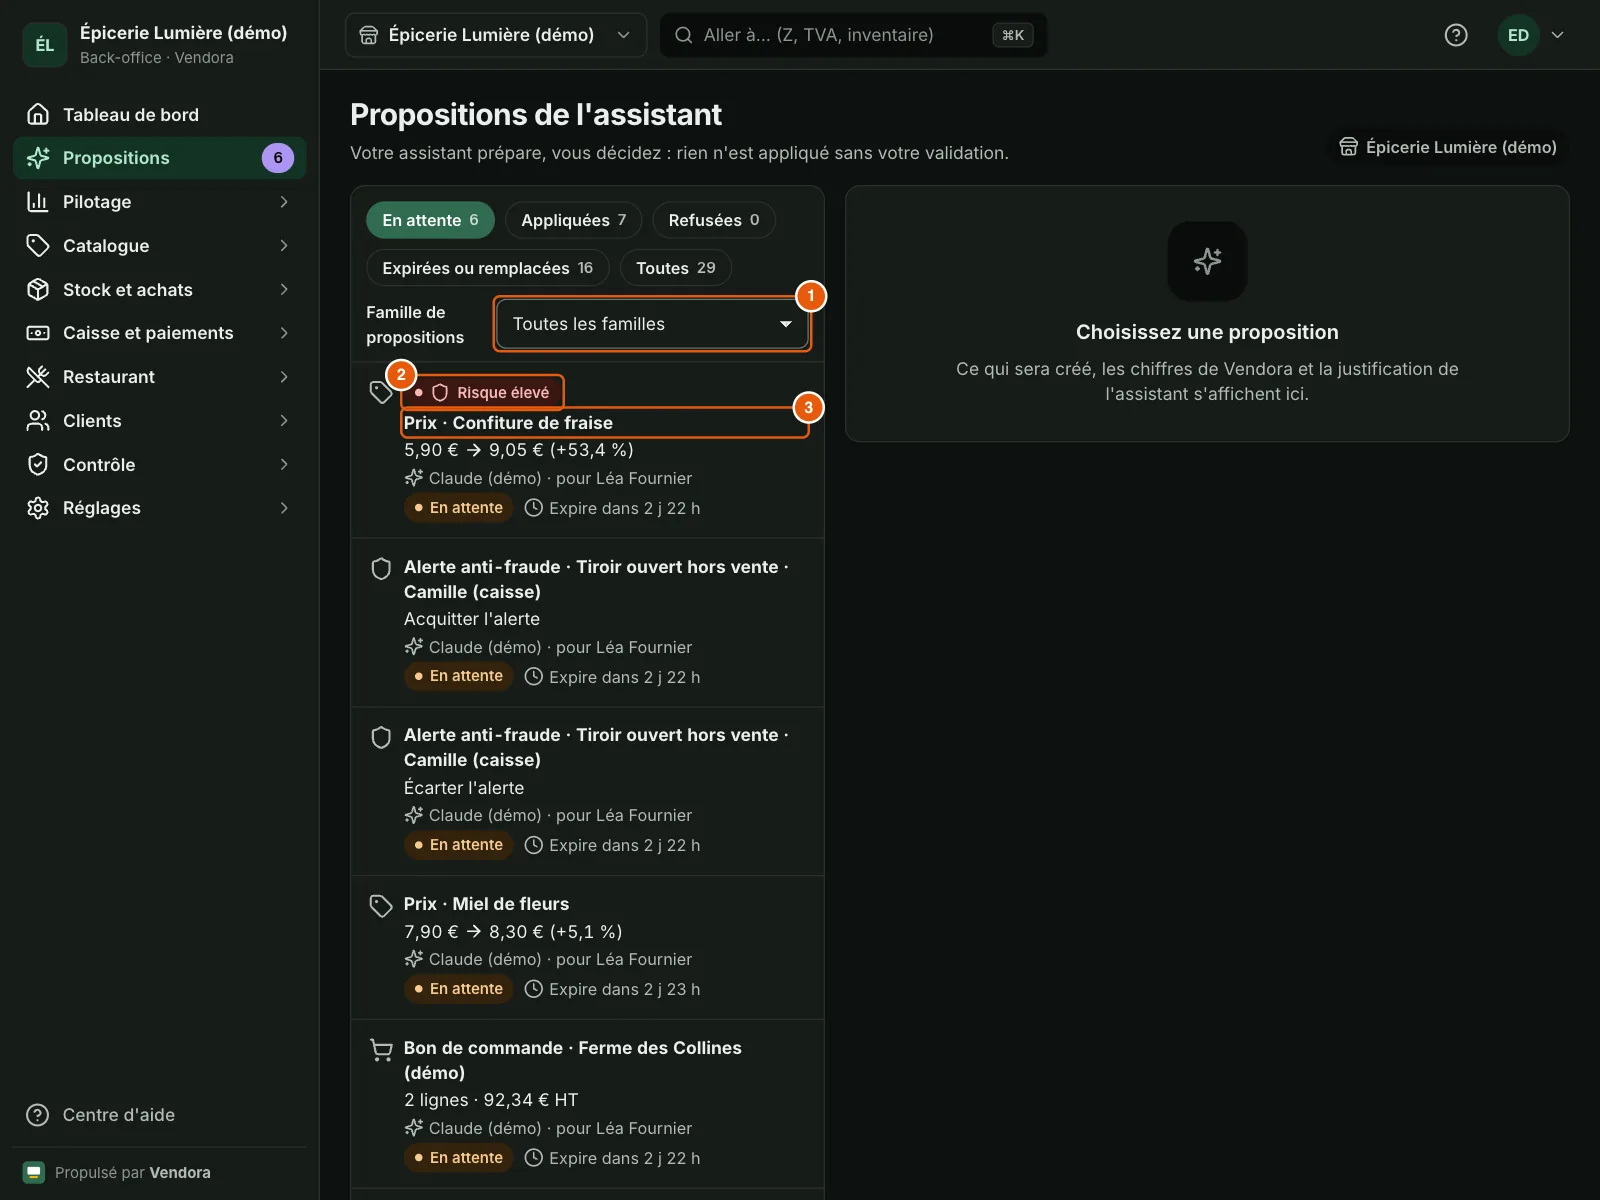 ÉL
Épicerie Lumière (démo)
Back-office · Vendora
Tableau de bord
Propositions 6
Pilotage
Catalogue
Stock et achats
Caisse et paiements
Restaurant
Clients
Contrôle
Réglages
Centre d'aide
Propulsé par Vendora
Épicerie Lumière (démo)
Aller à... (Z, TVA, inventaire) ⌘K
ED
Propositions de l'assistant
Votre assistant prépare, vous décidez : rien n'est appliqué sans votre validation.
Épicerie Lumière (démo)
En attente 6
Appliquées 7
Refusées 0
Expirées ou remplacées 16
Toutes 29
Famille de
propositions
Toutes les familles
1
2
Risque élevé
3
Prix · Confiture de fraise
5,90 € → 9,05 € (+53,4 %)
Claude (démo) · pour Léa Fournier
En attente
Expire dans 2 j 22 h
Alerte anti-fraude · Tiroir ouvert hors vente ·
Camille (caisse)
Acquitter l'alerte
Claude (démo) · pour Léa Fournier
En attente
Expire dans 2 j 22 h
Alerte anti-fraude · Tiroir ouvert hors vente ·
Camille (caisse)
Écarter l'alerte
Claude (démo) · pour Léa Fournier
En attente
Expire dans 2 j 22 h
Prix · Miel de fleurs
7,90 € → 8,30 € (+5,1 %)
Claude (démo) · pour Léa Fournier
En attente
Expire dans 2 j 23 h
Bon de commande · Ferme des Collines
(démo)
2 lignes · 92,34 € HT
Claude (démo) · pour Léa Fournier
En attente
Expire dans 2 j 22 h
Choisissez une proposition
Ce qui sera créé, les chiffres de Vendora et la justification de
l'assistant s'affichent ici.